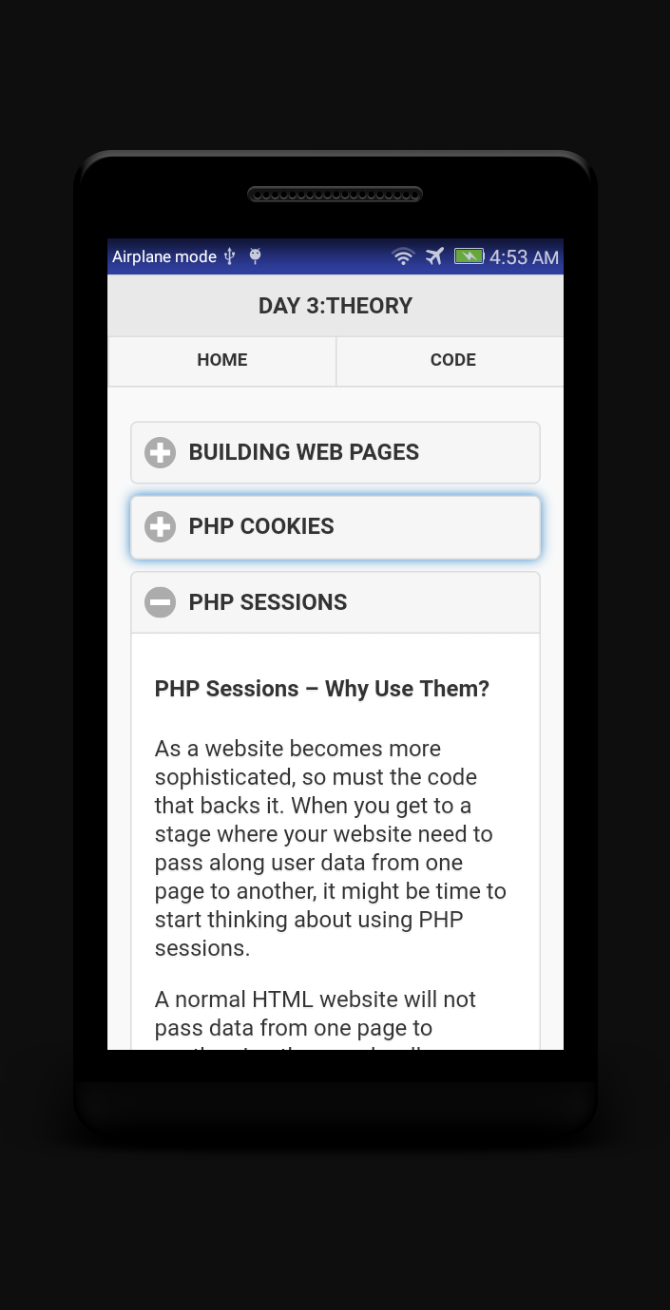 Airplane mode 4:53 AM
DAY 3:THEORY
HOME CODE
BUILDING WEB PAGES
PHP COOKIES
PHP SESSIONS
PHP Sessions – Why Use Them?
As a website becomes more
sophisticated, so must the code
that backs it. When you get to a
stage where your website need to
pass along user data from one
page to another, it might be time to
start thinking about using PHP
sessions.
A normal HTML website will not
pass data from one page to